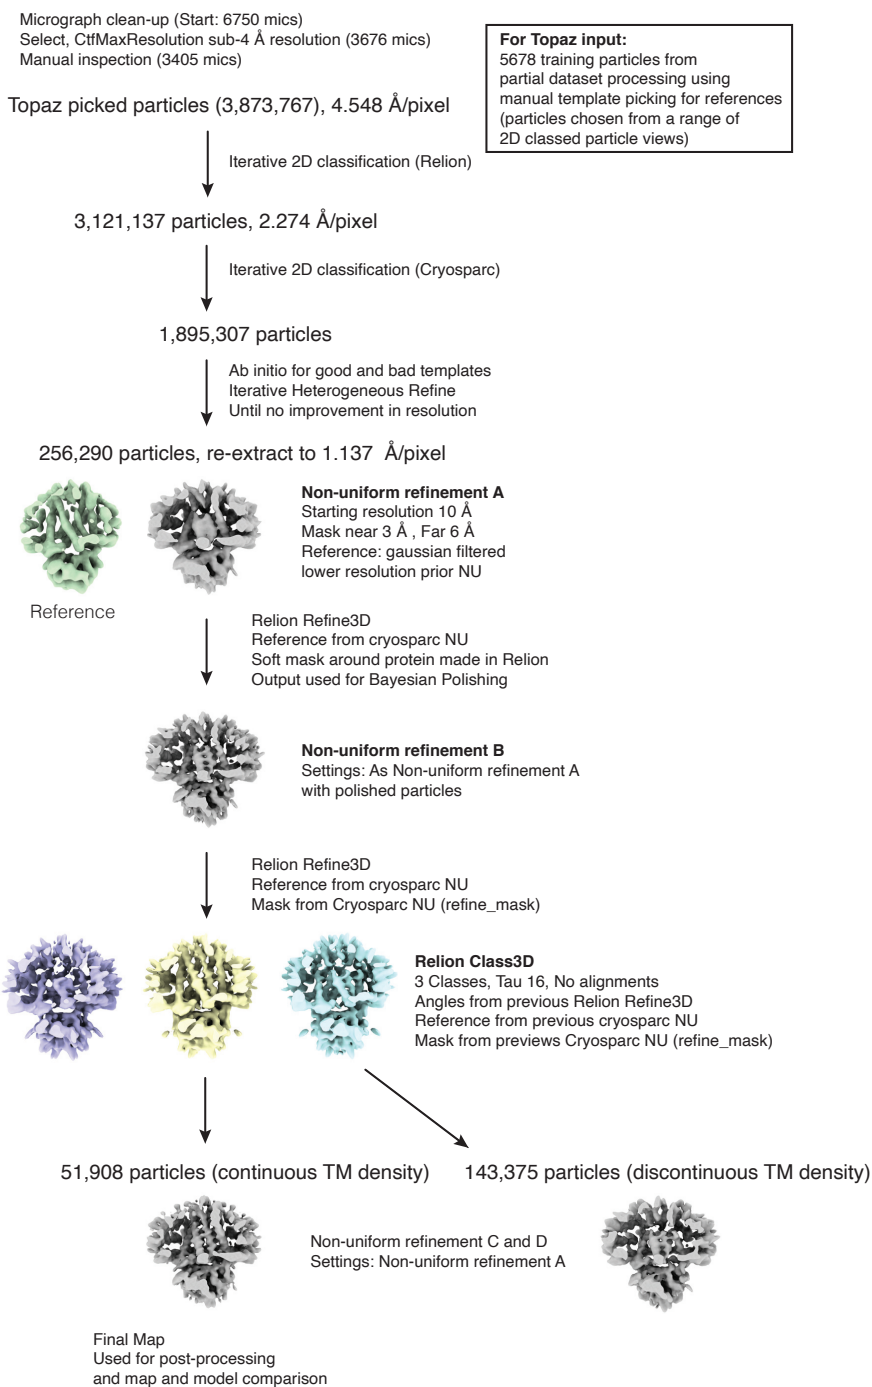 Micrograph clean-up (Start: 6750 mics)
Select, CtfMaxResolution sub-4 Å resolution (3676 mics)
Manual inspection (3405 mics)
For Topaz input:
5678 training particles from
partial dataset processing using
manual template picking for references
(particles chosen from a range of
2D classed particle views)
Topaz picked particles (3,873,767), 4.548 Å/pixel
Iterative 2D classification (Relion)
3,121,137 particles, 2.274 Å/pixel
Iterative 2D classification (Cryosparc)
1,895,307 particles
Ab initio for good and bad templates
Iterative Heterogeneous Refine
Until no improvement in resolution
256,290 particles, re-extract to 1.137 Å/pixel
Non-uniform refinement A
Starting resolution 10 Å
Mask near 3 Å , Far 6 Å
Reference: gaussian filtered
lower resolution prior NU
Reference
Relion Refine3D
Reference from cryosparc NU
Soft mask around protein made in Relion
Output used for Bayesian Polishing
Non-uniform refinement B
Settings: As Non-uniform refinement A
with polished particles
Relion Refine3D
Reference from cryosparc NU
Mask from Cryosparc NU (refine_mask)
Relion Class3D
3 Classes, Tau 16, No alignments
Angles from previous Relion Refine3D
Reference from previous cryosparc NU
Mask from previews Cryosparc NU (refine_mask)
51,908 particles (continuous TM density)
143,375 particles (discontinuous TM density)
Non-uniform refinement C and D
Settings: Non-uniform refinement A
Final Map
Used for post-processing
and map and model comparison